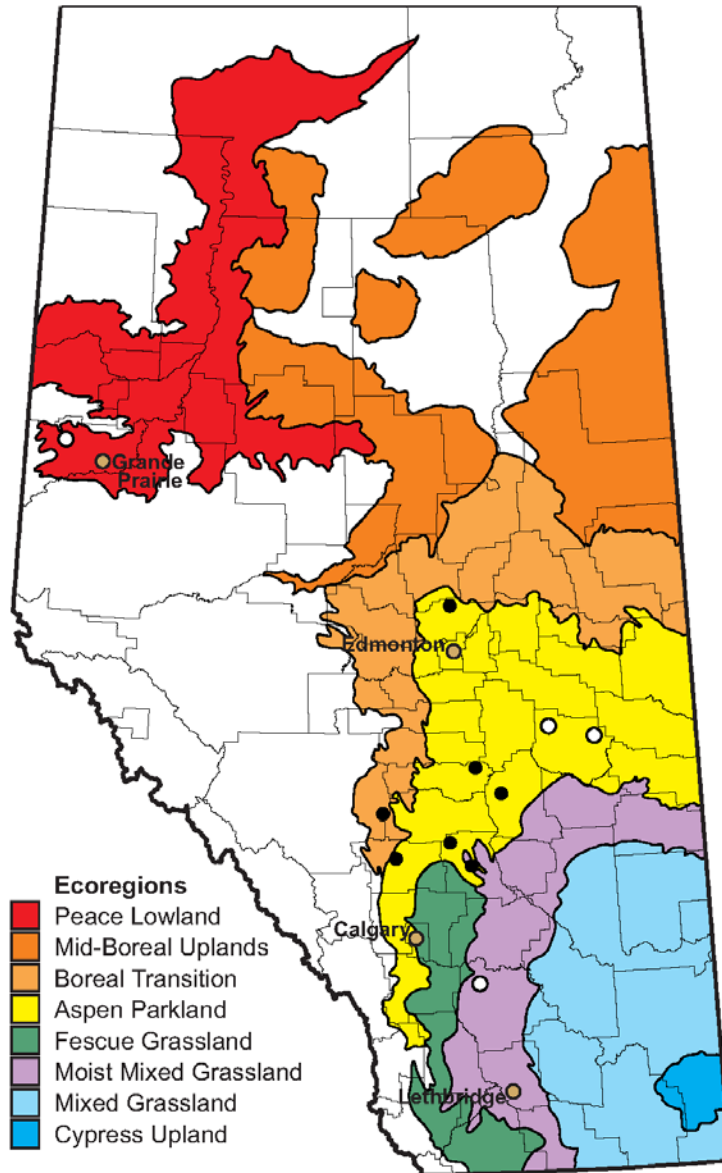 Grande
Prairie
Edmonton
Calgary
Lethbridge
Ecoregions
Peace Lowland
Mid-Boreal Uplands
Boreal Transition
Aspen Parkland
Fescue Grassland
Moist Mixed Grassland
Mixed Grassland
Cypress Upland